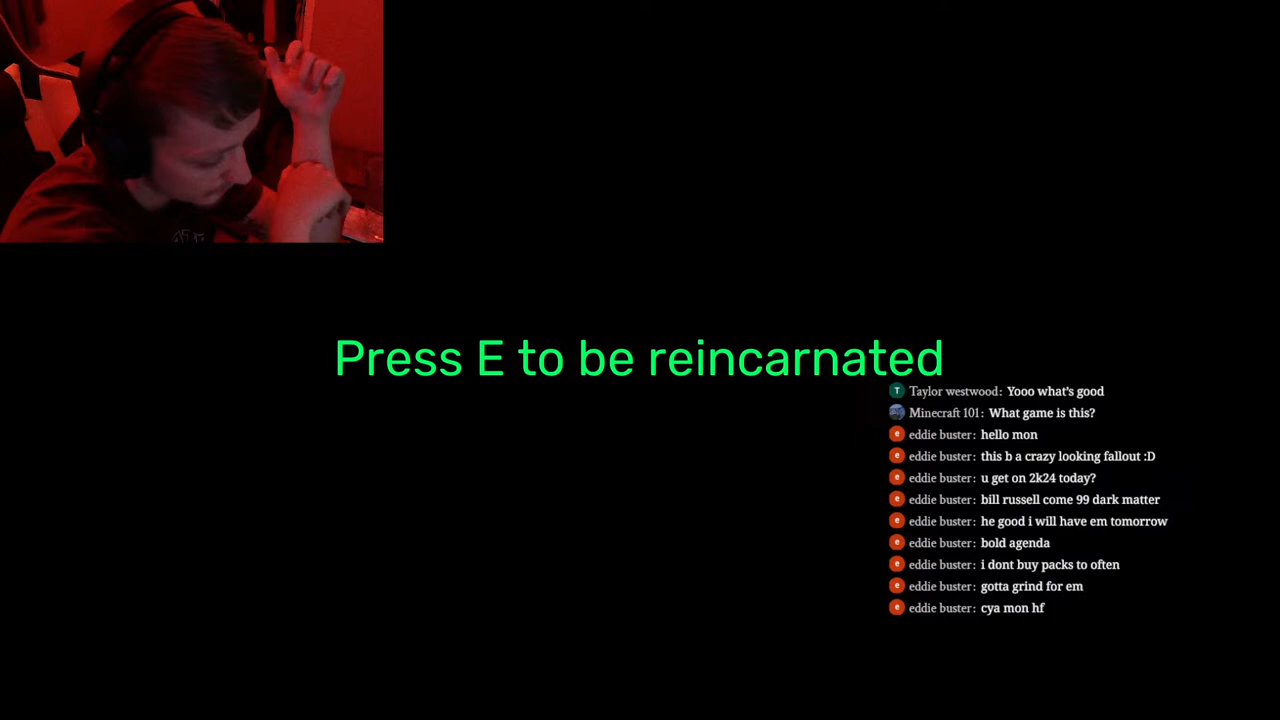 Press E to be reincarnated
T Taylor westwood: Yooo what's good
Minecraft 101: What game is this?
e eddie buster: hello mon
e eddie buster: this b a crazy looking fallout :D
e eddie buster: u get on 2k24 today?
e eddie buster: bill russell come 99 dark matter
e eddie buster: he good i will have em tomorrow
e eddie buster: bold agenda
e eddie buster: i dont buy packs to often
e eddie buster: gotta grind for em
e eddie buster: cya mon hf